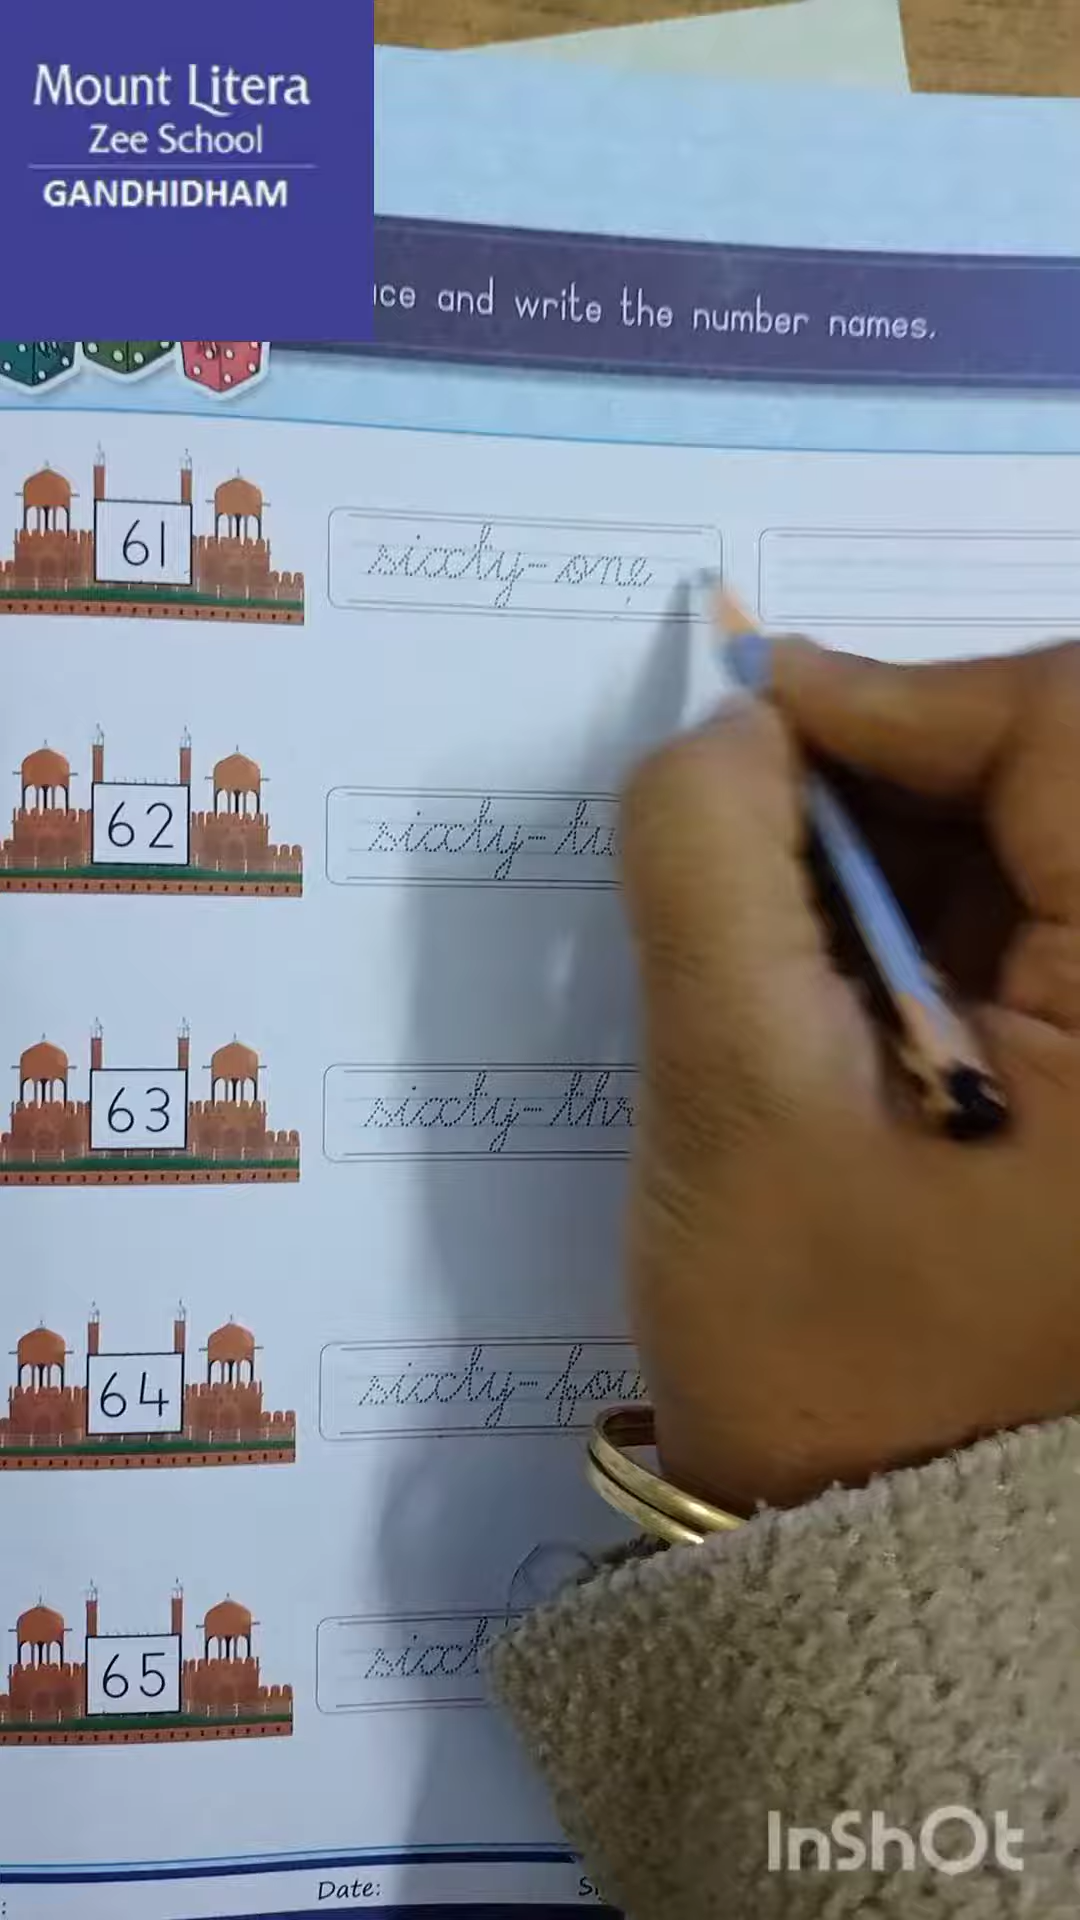 Mount Litera
Zee School
GANDHIDHAM
and write the number names.
61 sixty-one
62
63
64
65
Date:
InShOt